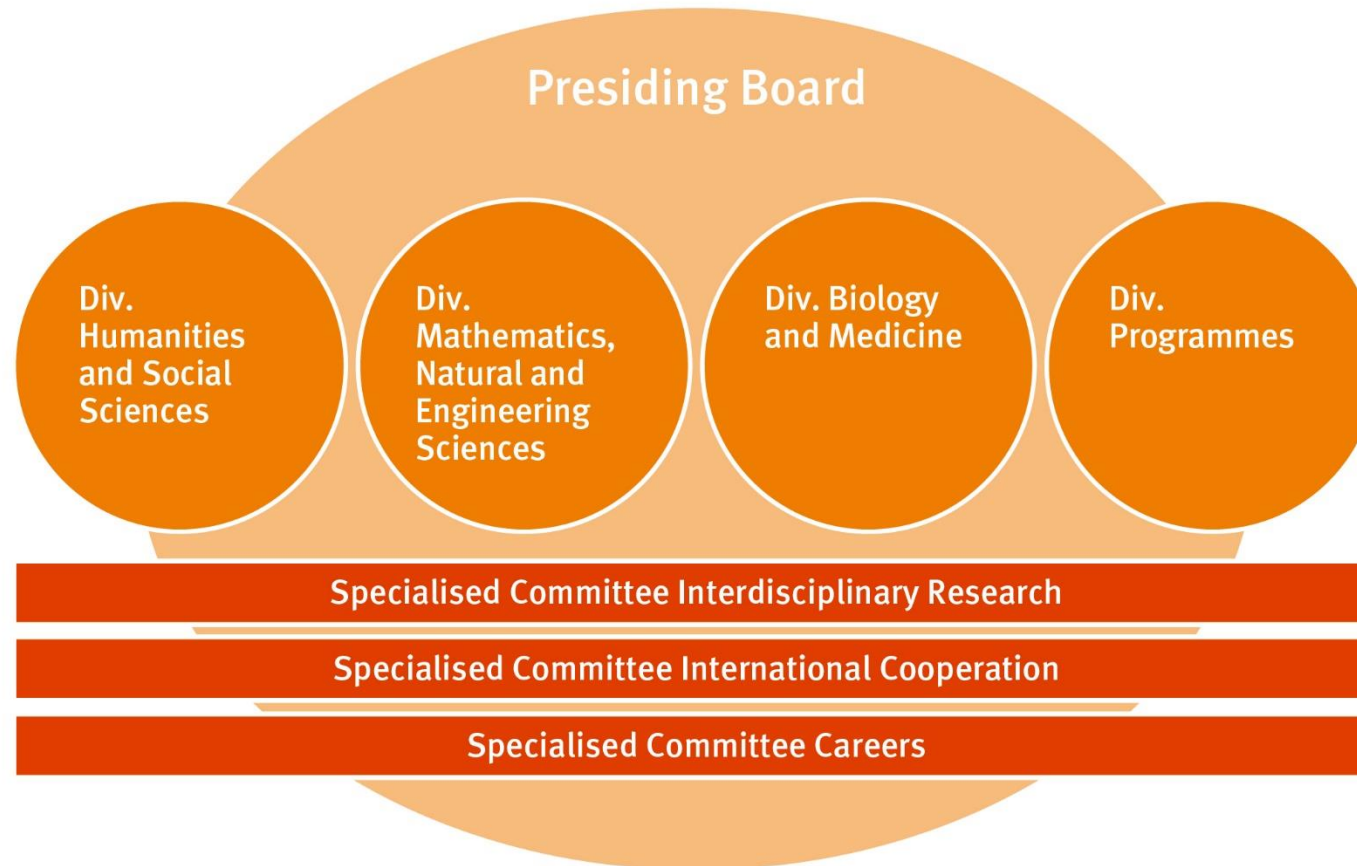 Presiding Board
Div.
Humanities
and Social
Sciences
Div.
Mathematics,
Natural and
Engineering
Sciences
Div. Biology
and Medicine
Div.
Programmes
Specialised Committee Interdisciplinary Research
Specialised Committee International Cooperation
Specialised Committee Careers